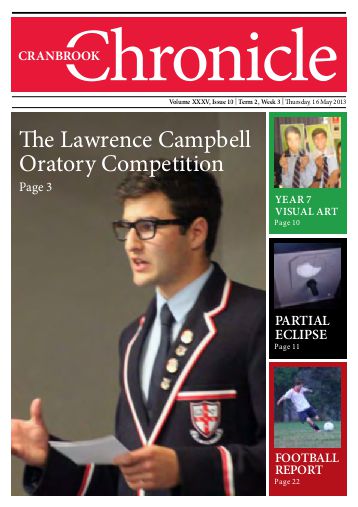 CRANBROOK Chronicle
Volume XXXV, Issue 10 | Term 2, Week 3 | Thursday, 16 May 2013
The Lawrence Campbell
Oratory Competition
Page 3
YEAR 7
VISUAL ART
Page 10
PARTIAL
ECLIPSE
Page 11
FOOTBALL
REPORT
Page 22